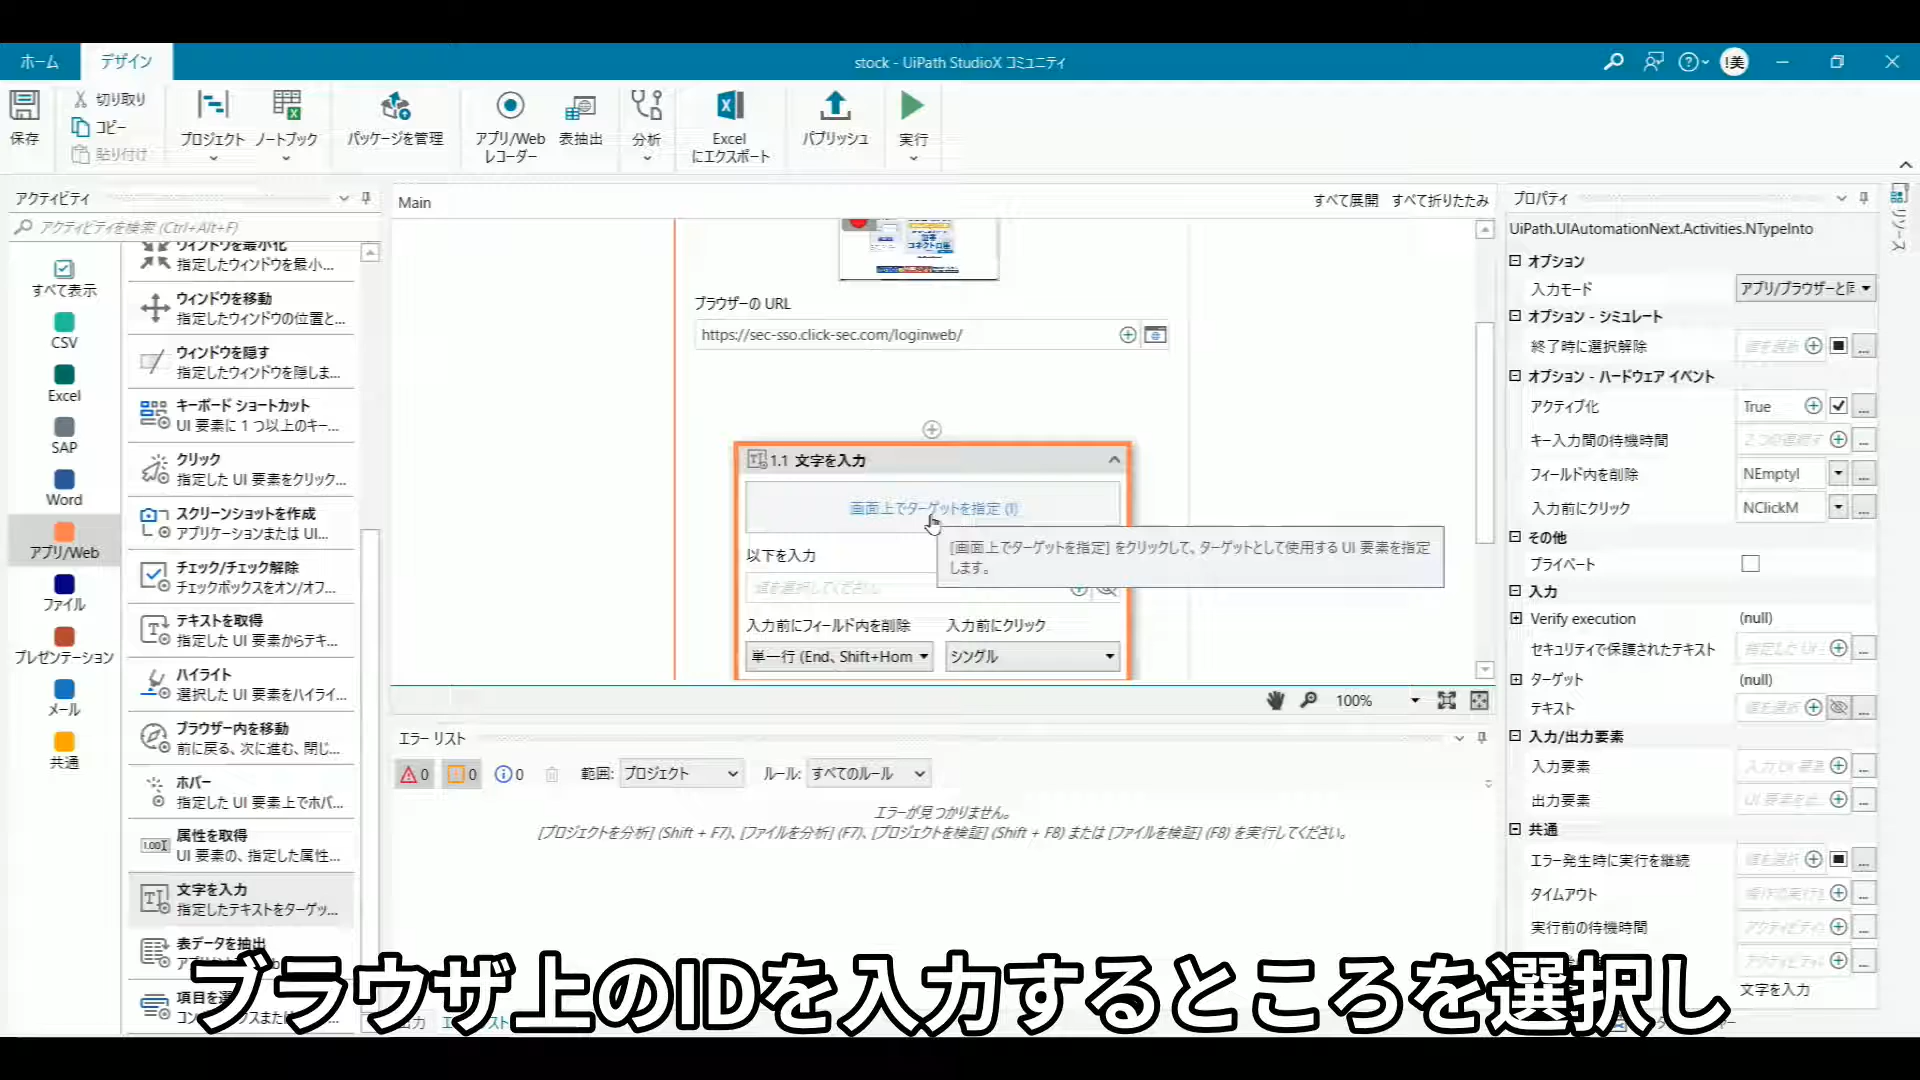 ホーム
デザイン
stock - UiPath StudioX コミュニティ
!美
保存
切り取り
コピー
貼り付け
プロジェクト
ノートブック
パッケージを管理
アプリ/Web
レコーダー
表抽出
分析
Excel
にエクスポート
パブリッシュ
実行
アクティビティ
アクティビティを検索 (Ctrl+Alt+F)
すべて表示
CSV
Excel
SAP
Word
アプリ/Web
ファイル
プレゼンテーション
メール
共通
ウィンドウを最小化
指定したウィンドウを最小...
ウィンドウを移動
指定したウィンドウの位置と...
ウィンドウを隠す
指定したウィンドウを隠しま...
キーボード ショートカット
UI 要素に 1 つ以上のキー...
クリック
指定した UI 要素をクリック...
スクリーンショットを作成
アプリケーションまたは UI...
チェック/チェック解除
チェックボックスをオン/オフ...
テキストを取得
指定した UI 要素からテキ...
ハイライト
選択した UI 要素をハイライ...
ブラウザー内を移動
前に戻る、次に進む、閉じ...
ホバー
指定した UI 要素上でホバ...
属性を取得
UI 要素の、指定した属性...
文字を入力
指定したテキストをターゲッ...
表データを抽出
Main
すべて展開 すべて折りたたみ
ブラウザーの URL
https://sec-sso.click-sec.com/loginweb/
1.1 文字を入力
画面上でターゲットを指定 (I)
[画面上でターゲットを指定] をクリックして、ターゲットとして使用する UI 要素を指定
します。
以下を入力
値を選択してください
入力前にフィールド内を削除 入力前にクリック
単一行 (End、Shift+Hom
シングル
100%
エラー リスト
0
0
0
範囲: プロジェクト
ルール: すべてのルール
エラーが見つかりません。
[プロジェクトを分析] (Shift + F7)、[ファイルを分析] (F7)、[プロジェクトを検証] (Shift + F8) または [ファイルを検証] (F8) を実行してください。
プロパティ
リソース
UiPath.UIAutomationNext.Activities.NTypeInto
オプション
入力モード
アプリ/ブラウザーと同
オプション - シミュレート
終了時に選択解除
オプション - ハードウェア イベント
アクティブ化 True
キー入力間の待機時間
フィールド内を削除 NEmptyI
入力前にクリック NClickM
その他
プライベート
入力
Verify execution (null)
セキュリティで保護されたテキスト
ターゲット (null)
テキスト
入力/出力要素
入力要素
出力要素
共通
エラー発生時に実行を継続
タイムアウト
実行前の待機時間
文字を入力
ブラウザ上のIDを入力するところを選択し